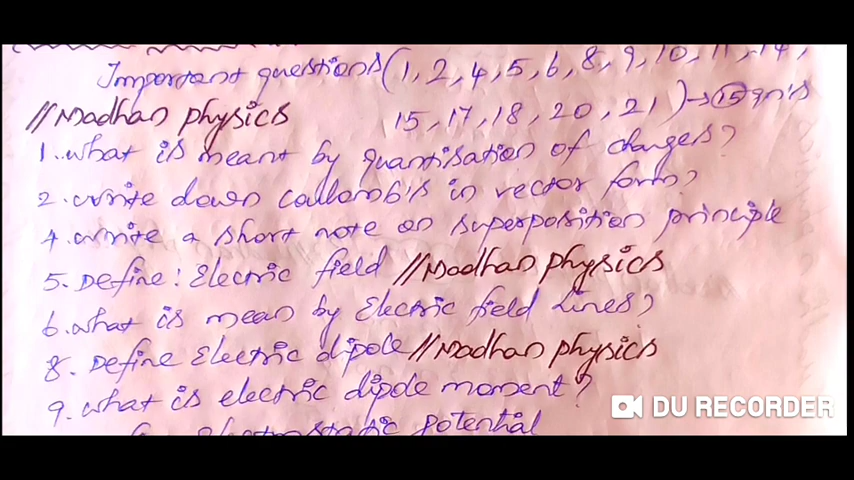 Important questions (1, 2, 4, 5, 6, 8, 9, 10, 11, 14,
15, 17, 18, 20, 21) → 15 qn's
//Madhan physics
1. what is meant by quantisation of charges?
2. write down coulomb's in vector form?
4. write a short note on superposition principle
5. Define: Electric field //Madhan physics
6. what is mean by Electric field Lines?
8. Define Electric dipole //Madhan physics
9. what is electric dipole moment?
electrostatic potential
DU RECORDER